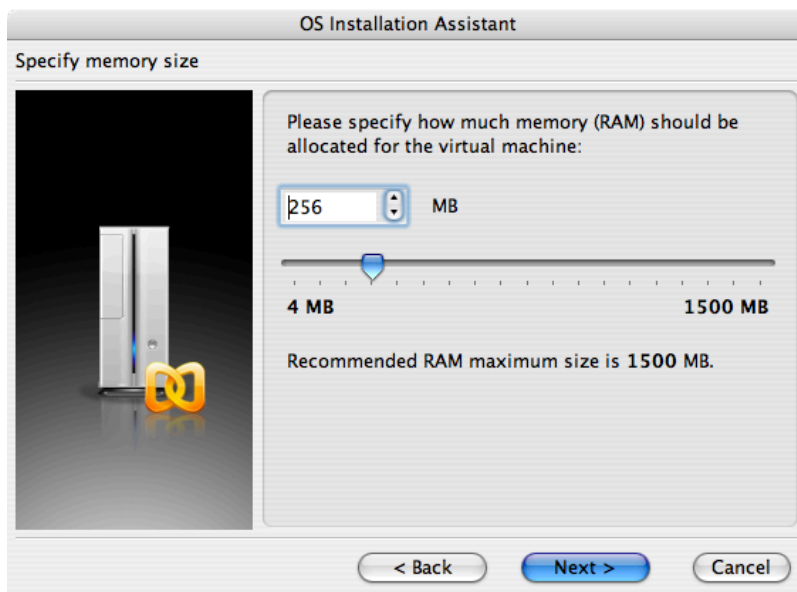 OS Installation Assistant
Specify memory size
Please specify how much memory (RAM) should be
allocated for the virtual machine:
256 MB
4 MB 1500 MB
Recommended RAM maximum size is 1500 MB.
< Back Next > Cancel